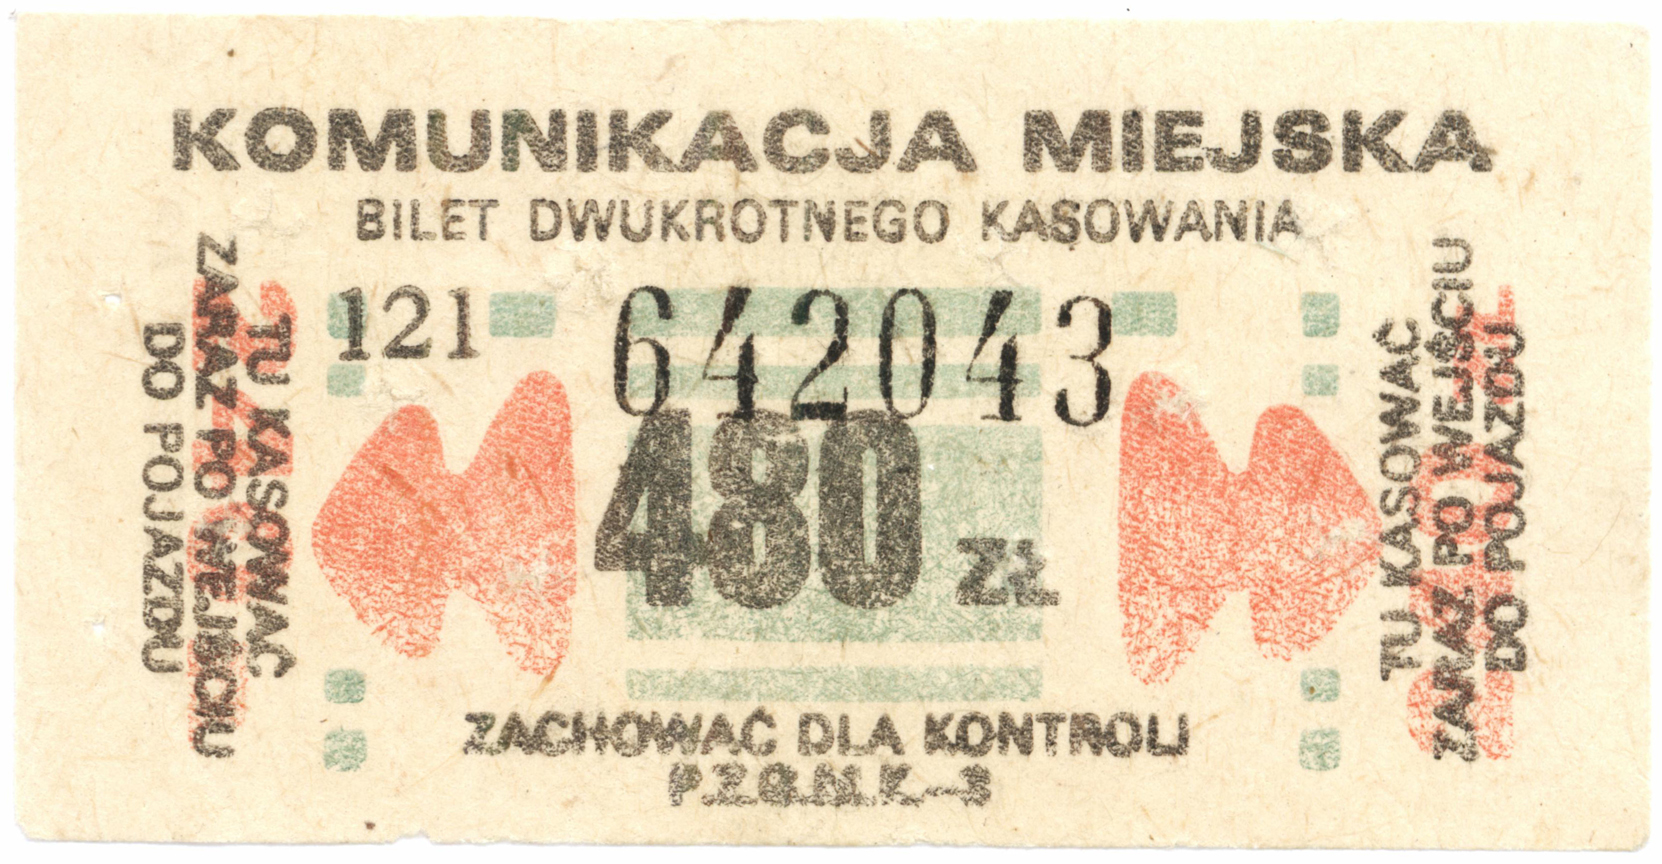 KOMUNIKACJA MIEJSKA
BILET DWUKROTNEGO KASOWANIA
121 642043
480 ZŁ
TU KASOWAĆ
ZARAZ PO WEJŚCIU
DO POJAZDU
TU KASOWAĆ
ZARAZ PO WEJŚCIU
DO POJAZDU
ZACHOWAĆ DLA KONTROLI